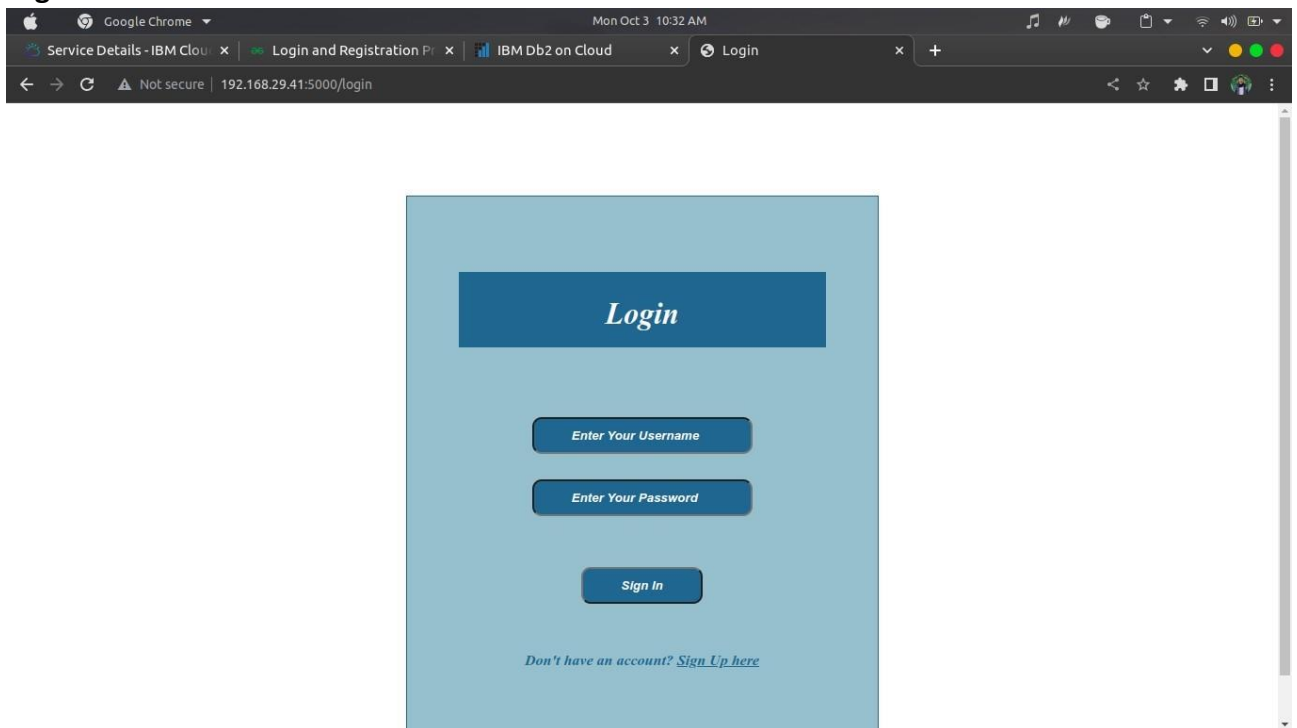 Google Chrome
Mon Oct 3 10:32 AM
Service Details - IBM Clou
Login and Registration Pr
IBM Db2 on Cloud
Login
Not secure | 192.168.29.41:5000/login
Login
Enter Your Username
Enter Your Password
Sign In
Don't have an account? Sign Up here